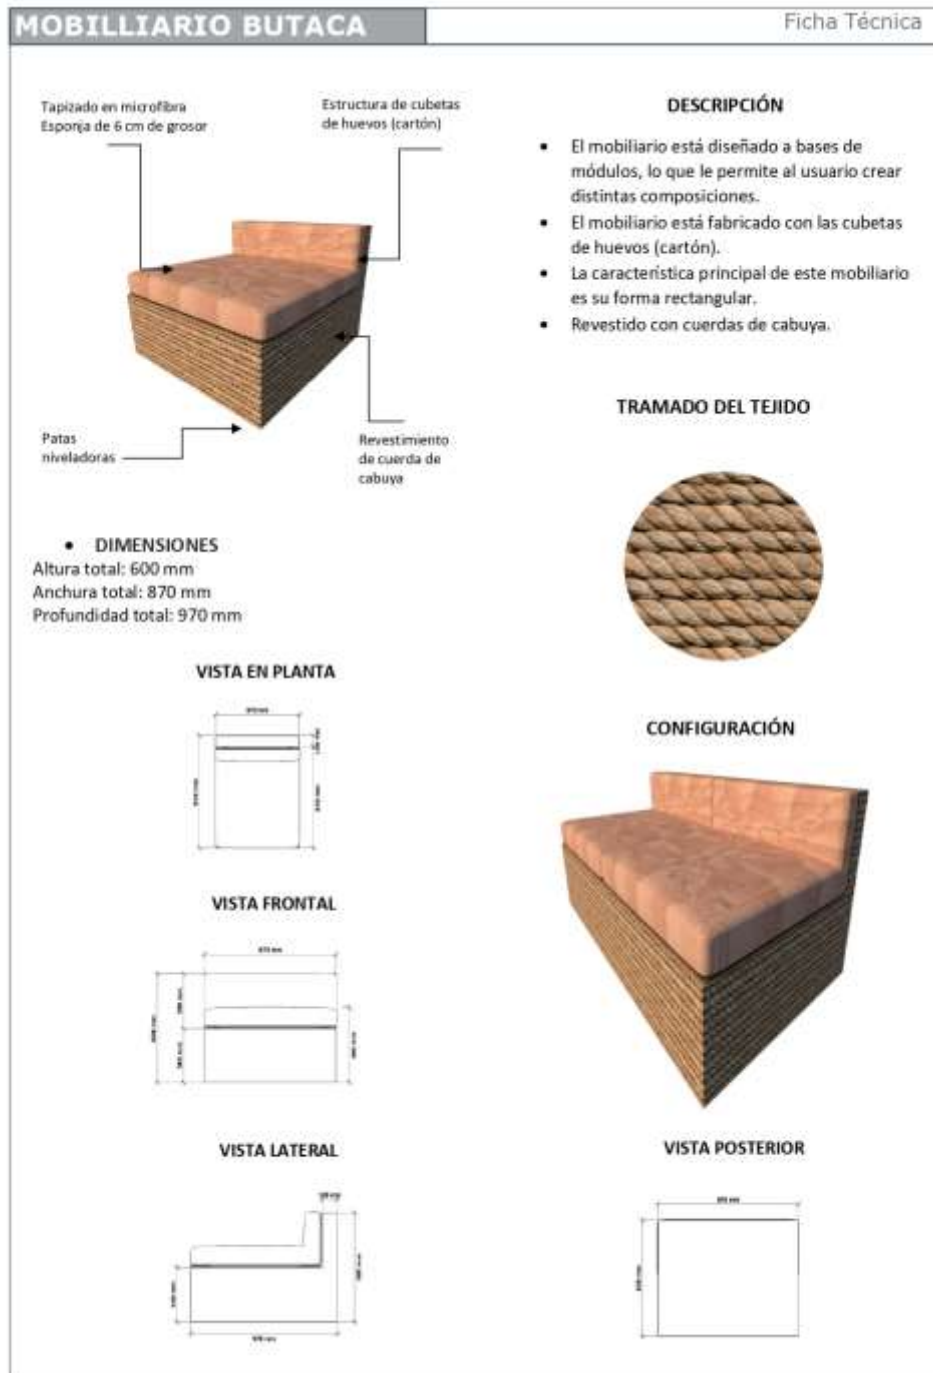 MOBILLIARIO BUTACA
Ficha Técnica
Tapizado en microfibra
Esponja de 6 cm de grosor
Estructura de cubetas
de huevos (cartón)
Patas
niveladoras
Revestimiento
de cuerda de
cabuya
DESCRIPCIÓN
• El mobiliario está diseñado a bases de
módulos, lo que le permite al usuario crear
distintas composiciones.
• El mobiliario está fabricado con las cubetas
de huevos (cartón).
• La característica principal de este mobiliario
es su forma rectangular.
• Revestido con cuerdas de cabuya.
TRAMADO DEL TEJIDO
• DIMENSIONES
Altura total: 600 mm
Anchura total: 870 mm
Profundidad total: 970 mm
VISTA EN PLANTA
CONFIGURACIÓN
VISTA FRONTAL
VISTA LATERAL
VISTA POSTERIOR